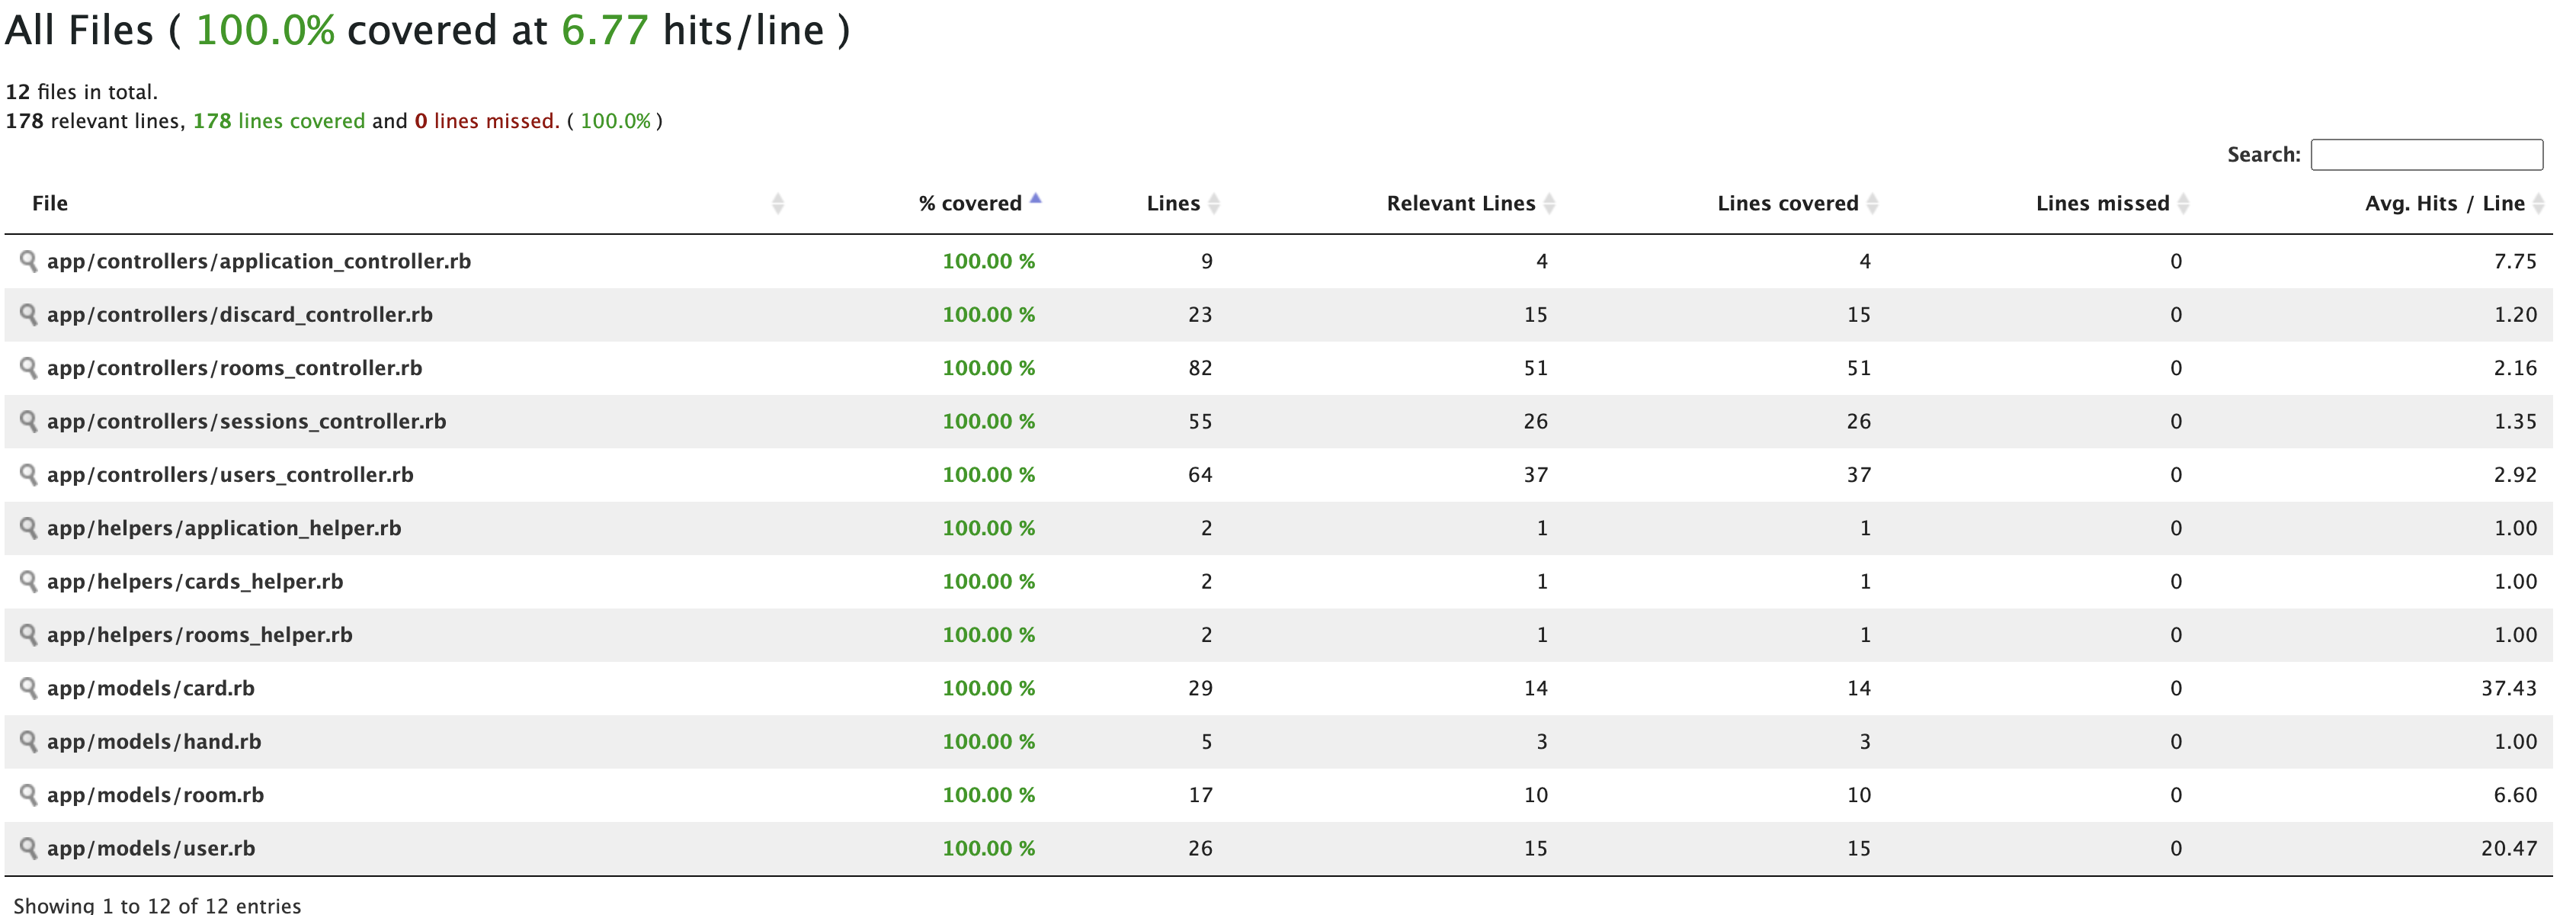 All Files ( 100.0% covered at 6.77 hits/line )
12 files in total.
178 relevant lines, 178 lines covered and 0 lines missed. ( 100.0% )
Search:
File % covered Lines Relevant Lines Lines covered Lines missed Avg. Hits / Line
app/controllers/application_controller.rb 100.00 % 9 4 4 0 7.75
app/controllers/discard_controller.rb 100.00 % 23 15 15 0 1.20
app/controllers/rooms_controller.rb 100.00 % 82 51 51 0 2.16
app/controllers/sessions_controller.rb 100.00 % 55 26 26 0 1.35
app/controllers/users_controller.rb 100.00 % 64 37 37 0 2.92
app/helpers/application_helper.rb 100.00 % 2 1 1 0 1.00
app/helpers/cards_helper.rb 100.00 % 2 1 1 0 1.00
app/helpers/rooms_helper.rb 100.00 % 2 1 1 0 1.00
app/models/card.rb 100.00 % 29 14 14 0 37.43
app/models/hand.rb 100.00 % 5 3 3 0 1.00
app/models/room.rb 100.00 % 17 10 10 0 6.60
app/models/user.rb 100.00 % 26 15 15 0 20.47
Showing 1 to 12 of 12 entries